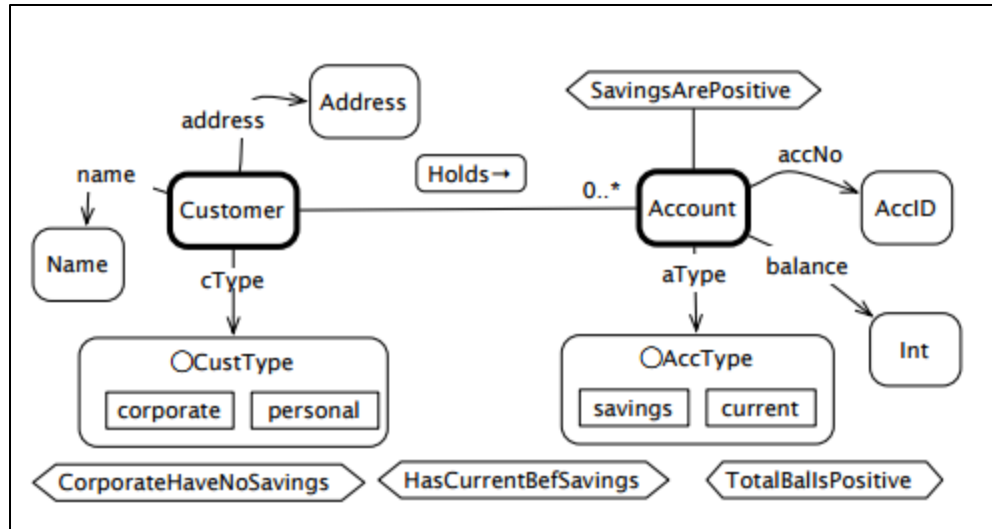 SavingsArePositive
Address
address
accNo
name
Holds→
0..*
Customer
Account
AccID
Name
cType
aType
balance
Int
CustType
AccType
corporate
personal
savings
current
CorporateHaveNoSavings
HasCurrentBefSavings
TotalBalIsPositive